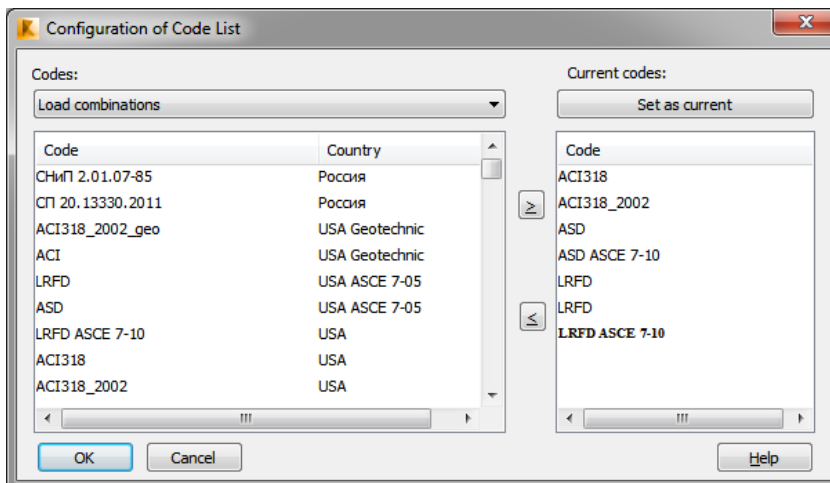 Configuration of Code List
Codes:
Current codes:
Load combinations
Set as current
Code Country
СНиП 2.01.07-85 Россия
СП 20.13330.2011 Россия
ACI318_2002_geo USA Geotechnic
ACI USA Geotechnic
LRFD USA ASCE 7-05
ASD USA ASCE 7-05
LRFD ASCE 7-10 USA
ACI318 USA
ACI318_2002 USA
≥
≤
Code
ACI318
ACI318_2002
ASD
ASD ASCE 7-10
LRFD
LRFD
LRFD ASCE 7-10
OK
Cancel
Help